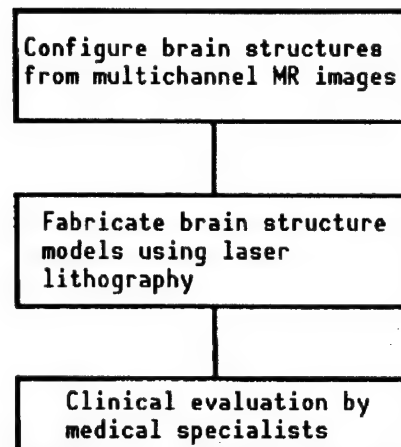 Configure brain structures
from multichannel MR images
Fabricate brain structure
models using laser
lithography
Clinical evaluation by
medical specialists